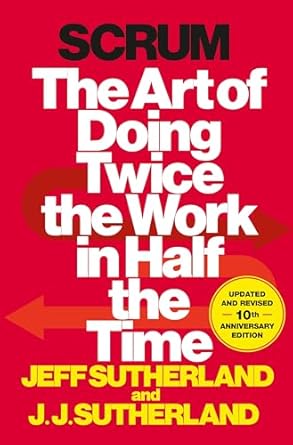 SCRUM
The Art of
Doing
Twice
the Work
in Half
the
Time
UPDATED
AND REVISED
10th
ANNIVERSARY
EDITION
JEFF SUTHERLAND
and
J.J. SUTHERLAND